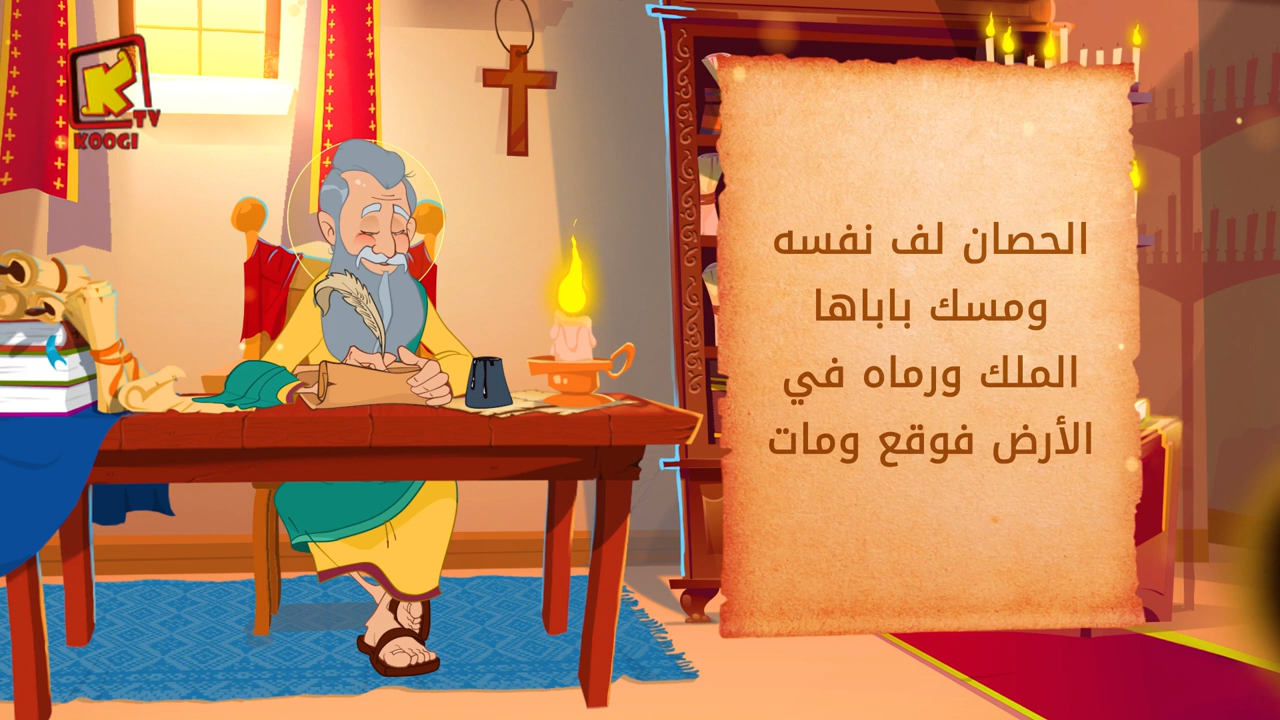 K
TV
KOOGI
الحصان لف نفسه
ومسك باباها
الملك ورماه في
الأرض فوقع ومات